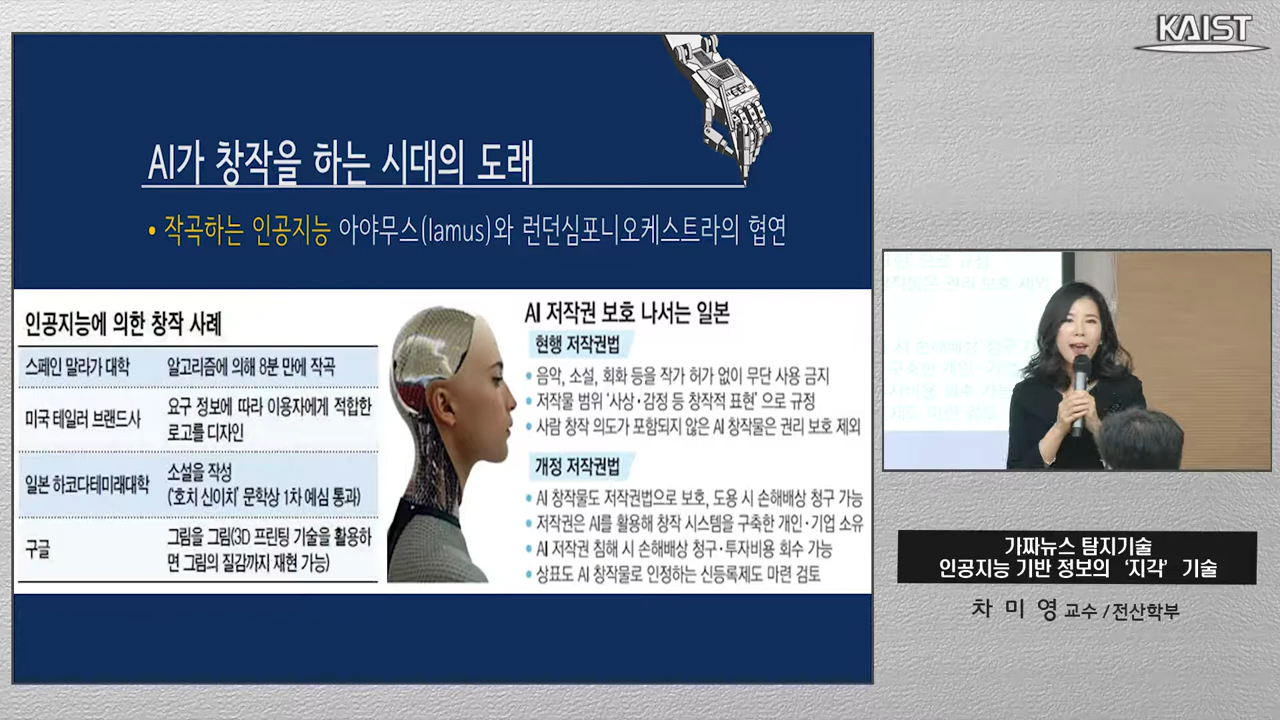 KAIST
AI가 창작을 하는 시대의 도래
• 작곡하는 인공지능 아야무스(Iamus)와 런던심포니오케스트라의 협연
인공지능에 의한 창작 사례
스페인 말라가 대학 알고리즘에 의해 8분 만에 작곡
미국 테일러 브랜드사 요구 정보에 따라 이용자에게 적합한
로고를 디자인
일본 하코다테미래대학 소설을 작성
('호치 신이치' 문학상 1차 예심 통과)
구글 그림을 그림(3D 프린팅 기술을 활용하
면 그림의 질감까지 재현 가능)
AI 저작권 보호 나서는 일본
현행 저작권법
• 음악, 소설, 회화 등을 작가 허가 없이 무단 사용 금지
• 저작물 범위 '사상·감정 등 창작적 표현' 으로 규정
• 사람 창작 의도가 포함되지 않은 AI 창작물은 권리 보호 제외
개정 저작권법
• AI 창작물도 저작권법으로 보호, 도용 시 손해배상 청구 가능
• 저작권은 AI를 활용해 창작 시스템을 구축한 개인·기업 소유
• AI 저작권 침해 시 손해배상 청구·투자비용 회수 가능
• 상표도 AI 창작물로 인정하는 신등록제도 마련 검토
가짜뉴스 탐지기술
인공지능 기반 정보의 '지각' 기술
차 미 영 교수 / 전산학부